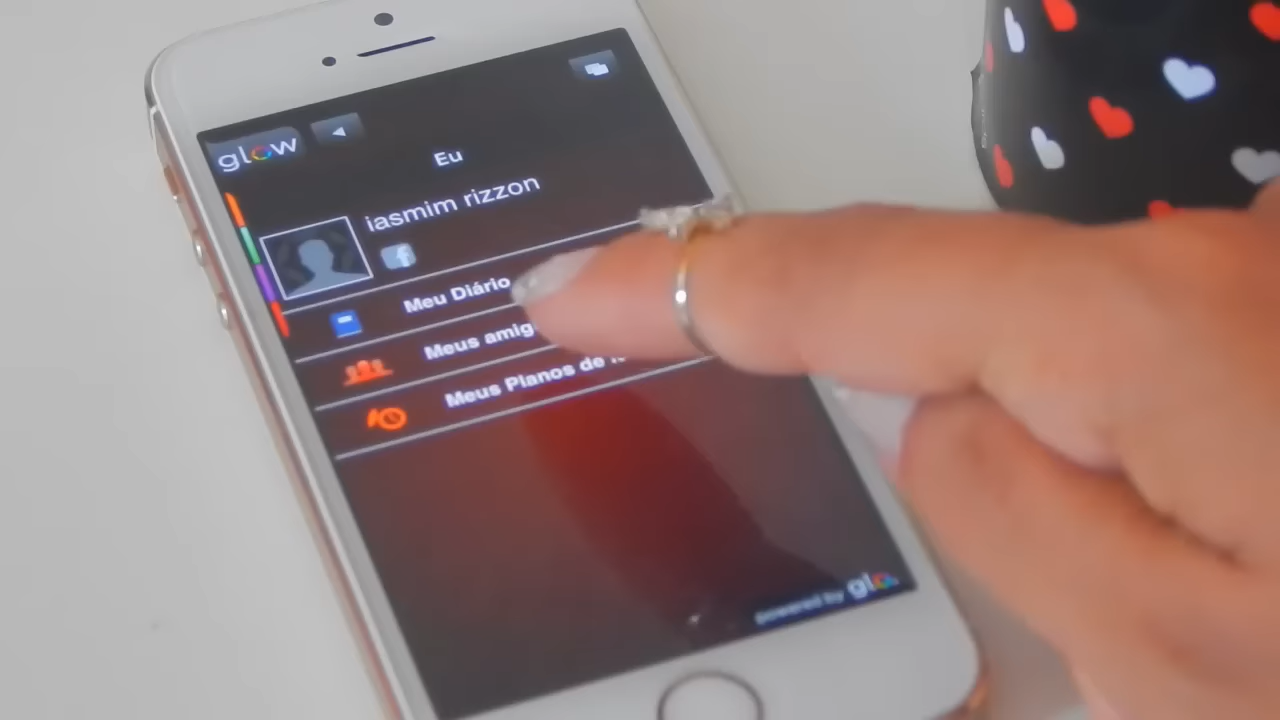 glow
Eu
iasmim rizzon
Meu Diário
Meus amig
Meus Planos de
powered by glo